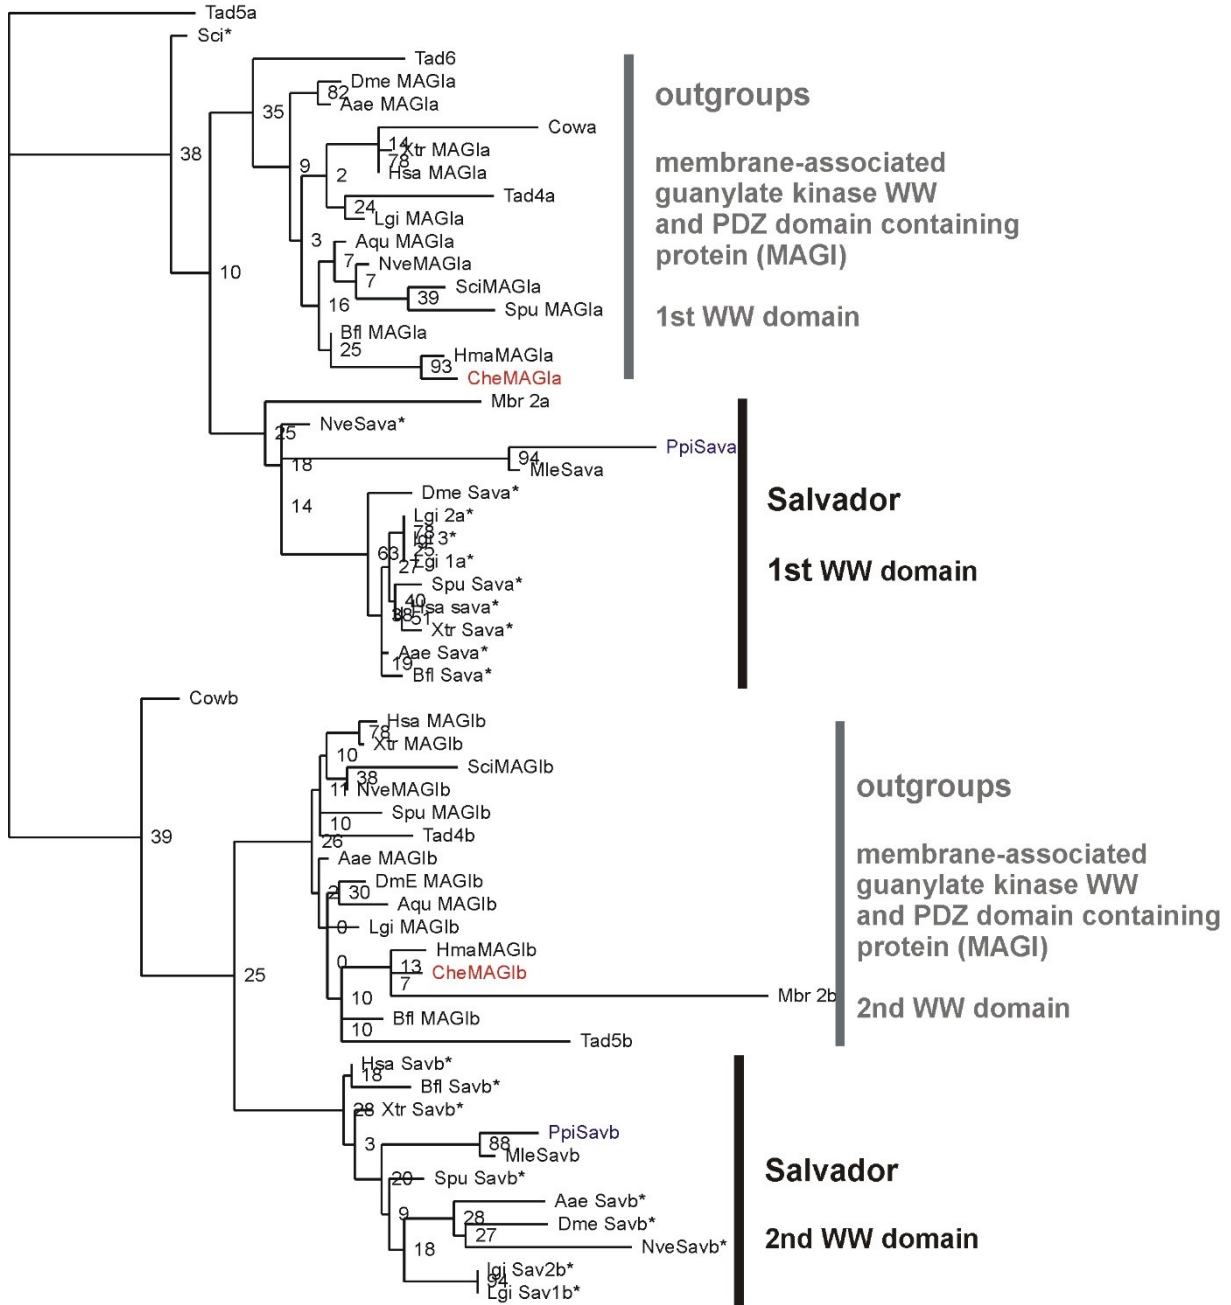 Tad5a
Sci*
Tad6
Dme MAGIa
82
Aae MAGIa
35
outgroups
Cowa
14
Xtr MAGIa
78
Hsa MAGIa
38
9
2
membrane-associated
guanylate kinase WW
and PDZ domain containing
protein (MAGI)
Tad4a
24
Lgi MAGIa
3
Aqu MAGIa
7
NveMAGIa
10
7
SciMAGIa
39
16
Spu MAGIa
1st WW domain
Bfl MAGIa
25
HmaMAGIa
93
CheMAGIa
Mbr 2a
NveSava*
25
PpiSava
94
18
MleSava
Dme Sava*
14
Lgi 2a*
78
lgi 3*
63
25
Lgi 1a*
27
Spu Sava*
40
Hsa sava*
38
51
Xtr Sava*
Aae Sava*
19
Bfl Sava*
Salvador
1st WW domain
Cowb
Hsa MAGIb
78
Xtr MAGIb
10
SciMAGIb
38
11
NveMAGIb
Spu MAGIb
10
Tad4b
39
26
Aae MAGIb
DmE MAGIb
2
30
Aqu MAGIb
0
Lgi MAGIb
HmaMAGIb
0
13
CheMAGIb
25
7
Mbr 2b
10
Bfl MAGIb
10
Tad5b
outgroups
membrane-associated
guanylate kinase WW
and PDZ domain containing
protein (MAGI)
2nd WW domain
Hsa Savb*
18
Bfl Savb*
28
Xtr Savb*
PpiSavb
3
88
MleSavb
20
Spu Savb*
Aae Savb*
9
28
Dme Savb*
27
NveSavb*
18
lgi Sav2b*
94
Lgi Sav1b*
Salvador
2nd WW domain